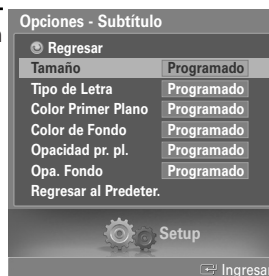 Opciones - Subtítulo
Regresar
Tamaño Programado
Tipo de Letra Programado
Color Primer Plano Programado
Color de Fondo Programado
Opacidad pr. pl. Programado
Opa. Fondo Programado
Regresar al Predeter.
Setup
Ingresar